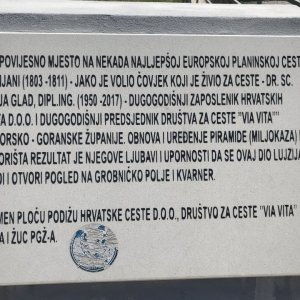 POVIJESNO MJESTO NA NEKADA NAJLJEPŠOJ EUROPSKOJ PLANINSKOJ CEST
IJANI (1803 -1811) - JAKO JE VOLIO ČOVJEK KOJI JE ŽIVIO ZA CESTE - DR. SC.
JA GLAD, DIPL.ING. (1950 -2017) - DUGOGODIŠNJI ZAPOSLENIK HRVATSKIH
TA D.O.O. I DUGOGODIŠNJI PREDSJEDNIK DRUŠTVA ZA CESTE "VIA VITA""
ORSKO - GORANSKE ŽUPANIJE. OBNOVA I UREĐENJE PIRAMIDE (MILJOKAZA)
ORIŠTA REZULTAT JE NJEGOVE LJUBAVI I UPORNOSTI DA SE OVAJ DIO LUJZIJA
DI I OTVORI POGLED NA GROBNIČKO POLJE I KVARNER.
MEN PLOČU PODIŽU HRVATSKE CESTE D.O.O., DRUŠTVO ZA CESTE "VIA VITA"
A I ŽUC PGŽ-A.